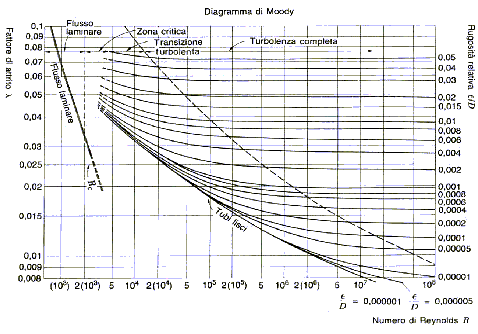 Diagramma di Moody
Flusso
laminare
Zona critica
Transizione
turbolenta
Turbolenza completa
Fattore di attrito λ
Rugosità relativa ε/D
0,1
0,09
0,08
0,07
0,06
0,05
0,04
0,03
0,025
0,02
0,015
0,01
0,009
0,008
Flusso laminare
Rc
Tubi lisci
0,05
0,04
0,03
0,02
0,015
0,01
0,008
0,006
0,004
0,002
0,001
0,0008
0,0006
0,0004
0,0002
0,0001
0,00005
0,00001
(10³) 2(10³) 5 10⁴ 2(10⁴) 5 10⁵ 2(10⁵) 5 10⁶ 2(10⁶) 5 10⁷ 10⁸
ε/D = 0,000001 ε/D = 0,000005
Numero di Reynolds R